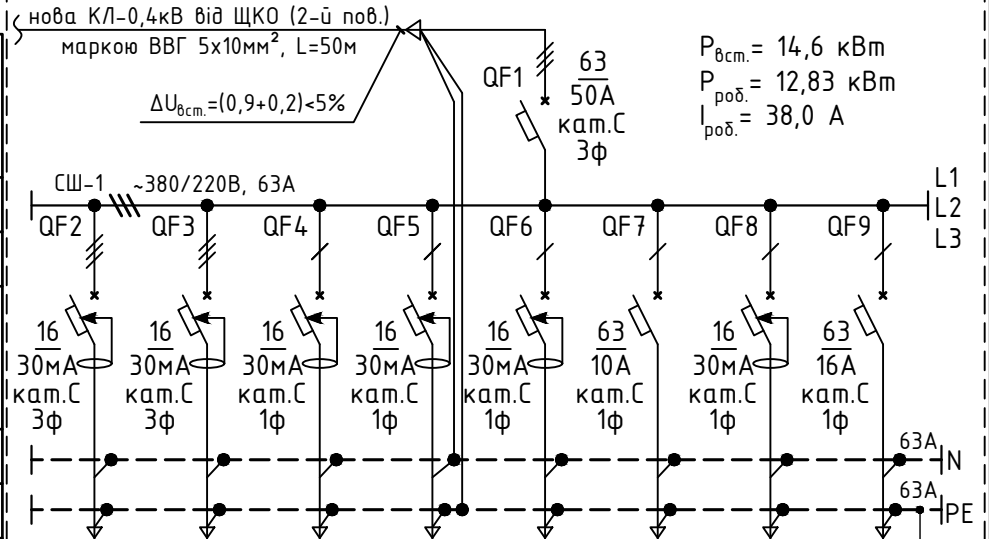 нова КЛ-0,4кВ від ЩКО (2-й пов.)
маркою ВВГ 5х10мм², L=50м
ΔUвст.=(0,9+0,2)<5%
QF1
63
50А
кат.С
3ф
Pвст.= 14,6 кВт
Pроб.= 12,83 кВт
Iроб.= 38,0 А
СШ-1 ~380/220В, 63А
L1
L2
L3
QF2 QF3 QF4 QF5 QF6 QF7 QF8 QF9
16 16 16 16 16 63 16 63
30мА 30мА 30мА 30мА 30мА 10А 30мА 16А
кат.С кат.С кат.С кат.С кат.С кат.С кат.С кат.С
3ф 3ф 1ф 1ф 1ф 1ф 1ф 1ф
63А N
63А PE